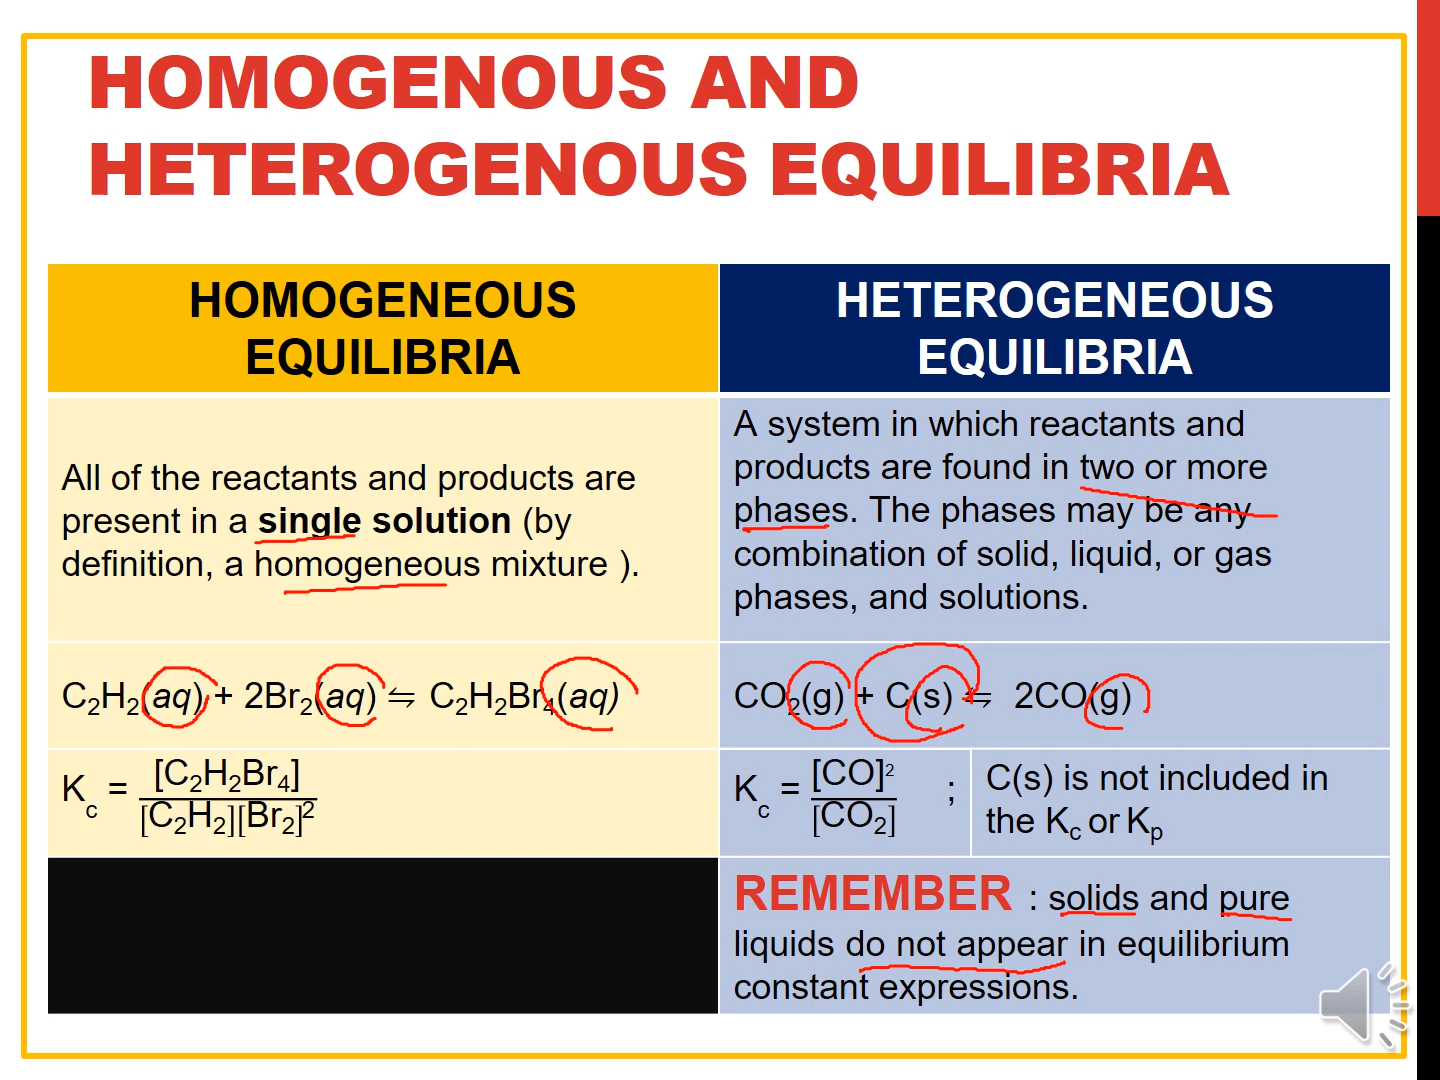 HOMOGENOUS AND
HETEROGENOUS EQUILIBRIA
HOMOGENEOUS
EQUILIBRIA
HETEROGENEOUS
EQUILIBRIA
All of the reactants and products are
present in a single solution (by
definition, a homogeneous mixture ).
A system in which reactants and
products are found in two or more
phases. The phases may be any
combination of solid, liquid, or gas
phases, and solutions.
C₂H₂(aq) + 2Br₂(aq) ⇋ C₂H₂Br₄(aq)
CO₂(g) + C(s) ⇋ 2CO(g)
K꜀ = [C₂H₂Br₄]
[C₂H₂][Br₂]²
K꜀ = [CO]² ;
[CO₂]
C(s) is not included in
the K꜀ or Kₚ
REMEMBER : solids and pure
liquids do not appear in equilibrium
constant expressions.